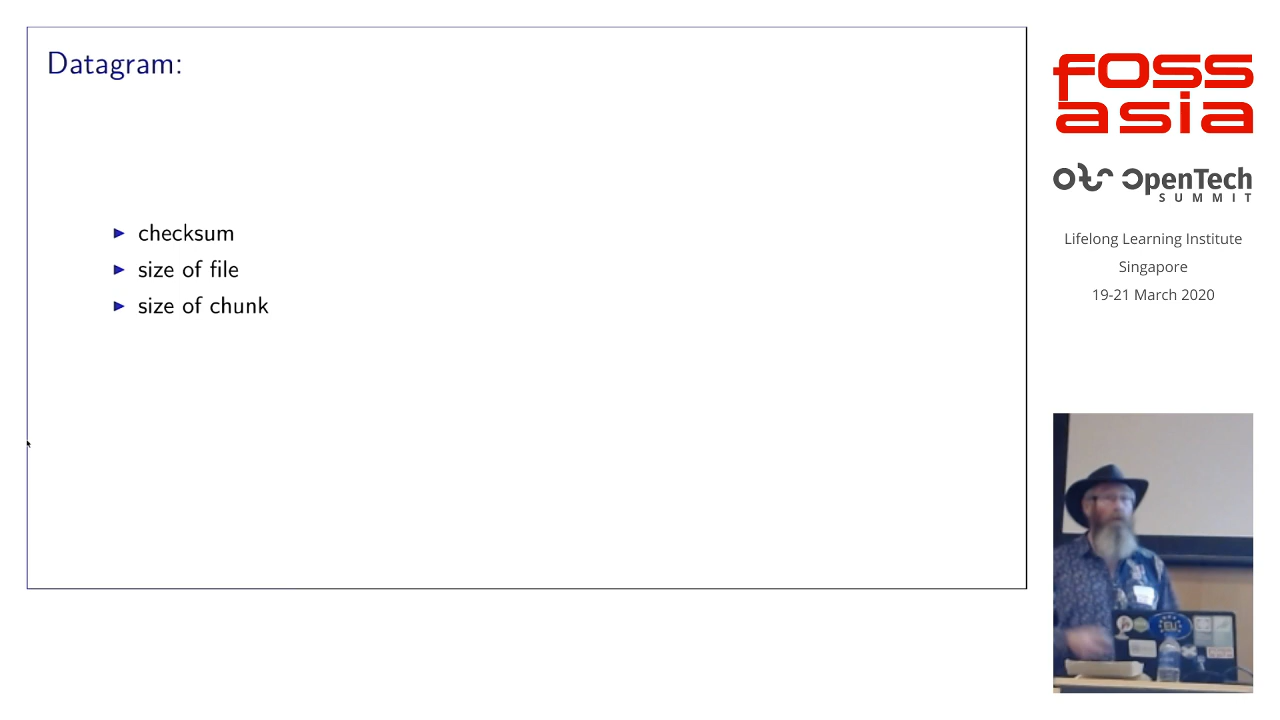 Datagram:
checksum
size of file
size of chunk
foss
asia
OpenTech
SUMMIT
Lifelong Learning Institute
Singapore
19-21 March 2020
EU